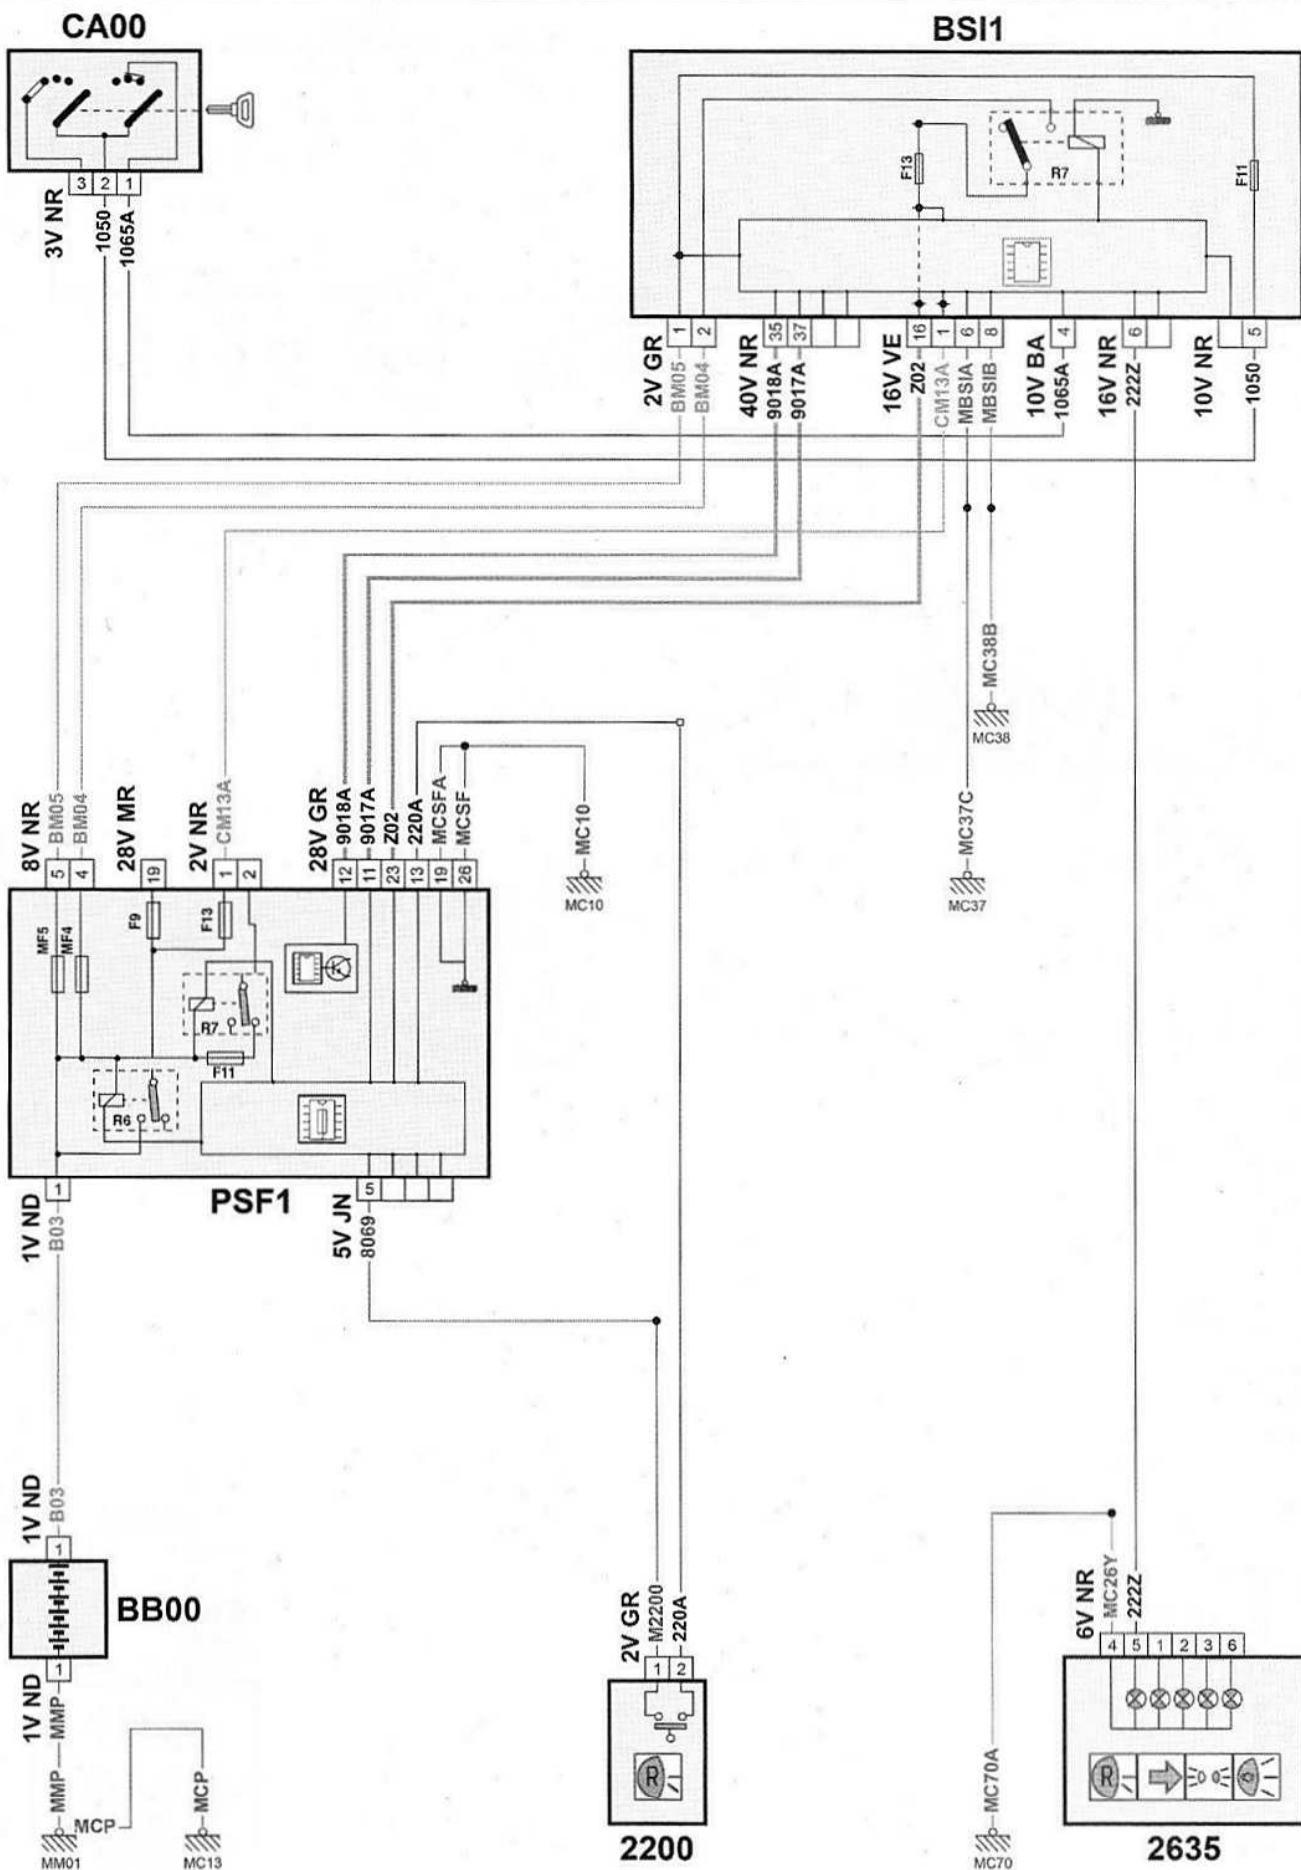 CA00
BSI1
F13
R7
F11
3 2 1
3V NR
1050
1065A
1 2 35 37 16 1 6 8 4 6 5
2V GR
BM05
BM04
40V NR
9018A
9017A
16V VE
Z02
CM13A
MBSIA
MBSIB
10V BA
1065A
16V NR
222Z
10V NR
1050
MC38B
MC38
MC37C
MC37
8V NR
BM05
BM04
28V MR
2V NR
CM13A
28V GR
9018A
9017A
Z02
220A
MCSFA
MCSF
MC10
MC10
5 4 19 1 2 12 11 23 13 19 26
MF5
MF4
F9
F13
R7
F11
R6
1
PSF1
5
1V ND
B03
5V JN
8069
1V ND
B03
1
BB00
1
1V ND
MMP
MMP
MCP
MCP
MM01
MC13
2V GR
M2200
220A
1 2
R
2200
6V NR
MC26Y
222Z
4 5 1 2 3 6
R
MC70A
MC70
2635